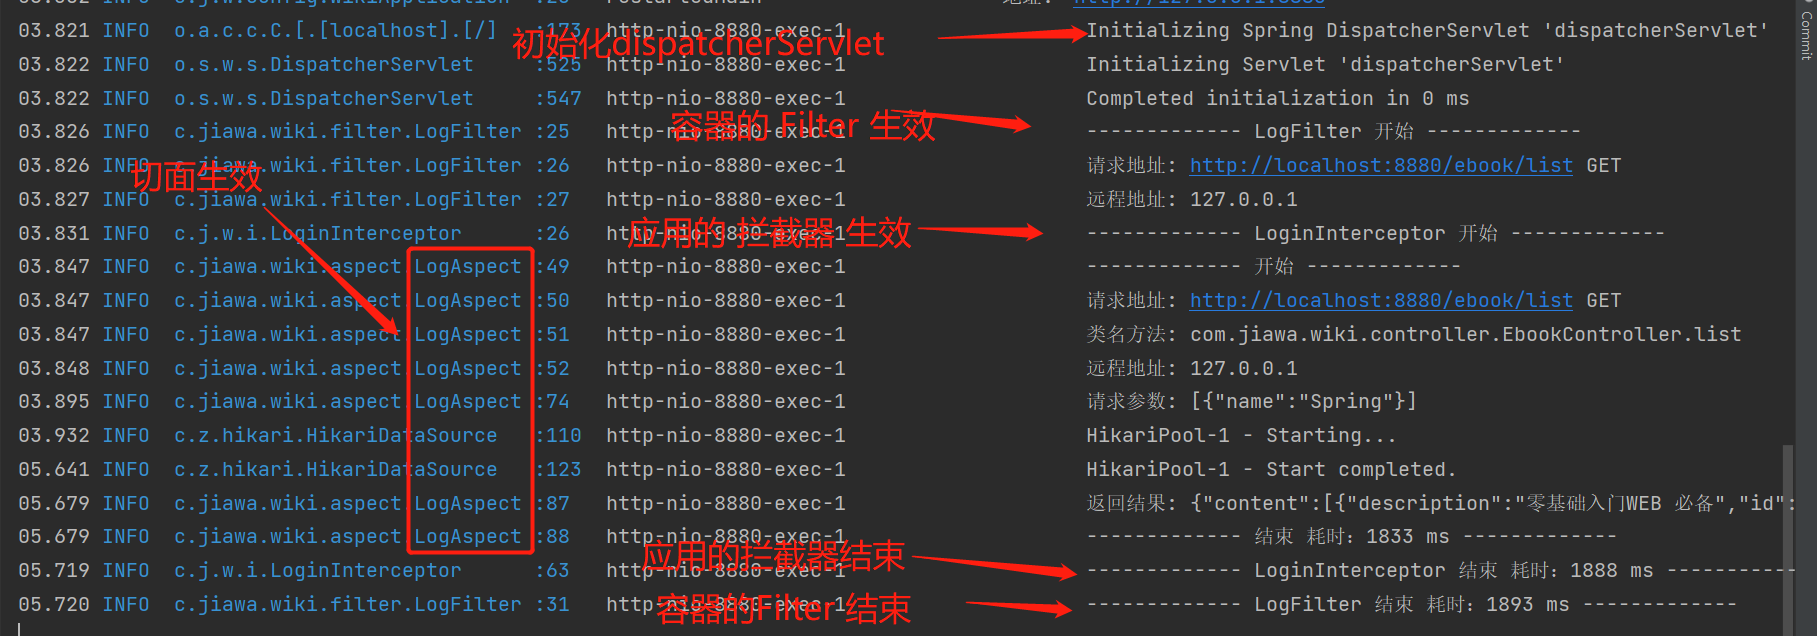 03.821 INFO o.a.c.c.C.[.[localhost].[/] :173 http-nio-8880-exec-1 Initializing Spring DispatcherServlet 'dispatcherServlet'
初始化dispatcherServlet
03.822 INFO o.s.w.s.DispatcherServlet :525 http-nio-8880-exec-1 Initializing Servlet 'dispatcherServlet'
03.822 INFO o.s.w.s.DispatcherServlet :547 http-nio-8880-exec-1 Completed initialization in 0 ms
容器的 Filter 生效
03.826 INFO c.jiawa.wiki.filter.LogFilter :25 http-nio-8880-exec-1 ------------- LogFilter 开始 -------------
03.826 INFO c.jiawa.wiki.filter.LogFilter :26 http-nio-8880-exec-1 请求地址: http://localhost:8880/ebook/list GET
切面生效
03.827 INFO c.jiawa.wiki.filter.LogFilter :27 http-nio-8880-exec-1 远程地址: 127.0.0.1
03.831 INFO c.j.w.i.LoginInterceptor :26 http-nio-8880-exec-1 ------------- LoginInterceptor 开始 -------------
应用的 拦截器 生效
03.847 INFO c.jiawa.wiki.aspect.LogAspect :49 http-nio-8880-exec-1 ------------- 开始 -------------
03.847 INFO c.jiawa.wiki.aspect.LogAspect :50 http-nio-8880-exec-1 请求地址: http://localhost:8880/ebook/list GET
03.847 INFO c.jiawa.wiki.aspect.LogAspect :51 http-nio-8880-exec-1 类名方法: com.jiawa.wiki.controller.EbookController.list
03.848 INFO c.jiawa.wiki.aspect.LogAspect :52 http-nio-8880-exec-1 远程地址: 127.0.0.1
03.895 INFO c.jiawa.wiki.aspect.LogAspect :74 http-nio-8880-exec-1 请求参数: [{"name":"Spring"}]
03.932 INFO c.z.hikari.HikariDataSource :110 http-nio-8880-exec-1 HikariPool-1 - Starting...
05.641 INFO c.z.hikari.HikariDataSource :123 http-nio-8880-exec-1 HikariPool-1 - Start completed.
05.679 INFO c.jiawa.wiki.aspect.LogAspect :87 http-nio-8880-exec-1 返回结果: {"content":[{"description":"零基础入门WEB 必备","id":
05.679 INFO c.jiawa.wiki.aspect.LogAspect :88 http-nio-8880-exec-1 ------------- 结束 耗时: 1833 ms -------------
应用的拦截器结束
05.719 INFO c.j.w.i.LoginInterceptor :63 http-nio-8880-exec-1 ------------- LoginInterceptor 结束 耗时: 1888 ms -----------
05.720 INFO c.jiawa.wiki.filter.LogFilter :31 http-nio-8880-exec-1 ------------- LogFilter 结束 耗时: 1893 ms -------------
容器的Filter 结束
Commit